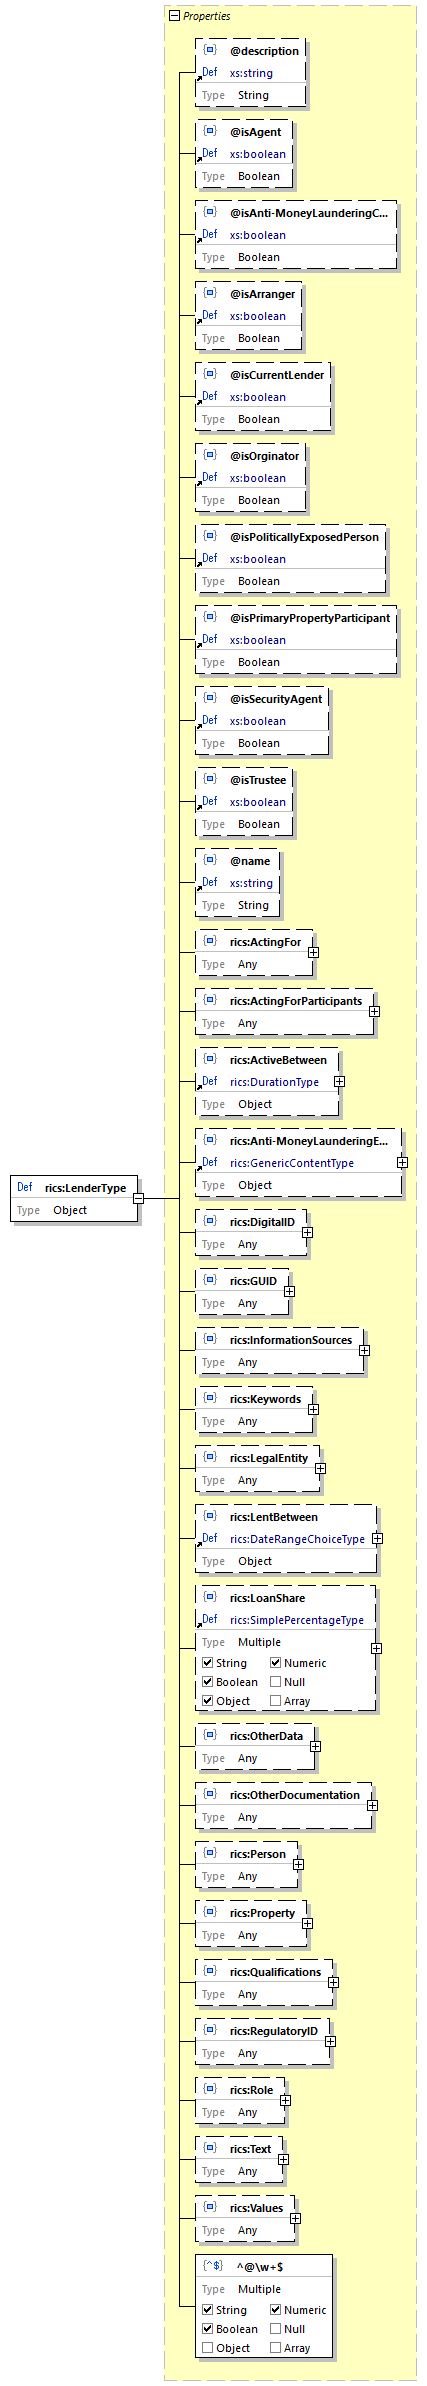 Properties
@description
Def xs:string
Type String
@isAgent
Def xs:boolean
Type Boolean
@isAnti-MoneyLaunderingC...
Def xs:boolean
Type Boolean
@isArranger
Def xs:boolean
Type Boolean
@isCurrentLender
Def xs:boolean
Type Boolean
@isOrginator
Def xs:boolean
Type Boolean
@isPoliticallyExposedPerson
Def xs:boolean
Type Boolean
@isPrimaryPropertyParticipant
Def xs:boolean
Type Boolean
@isSecurityAgent
Def xs:boolean
Type Boolean
@isTrustee
Def xs:boolean
Type Boolean
@name
Def xs:string
Type String
rics:ActingFor
Type Any
rics:ActingForParticipants
Type Any
rics:ActiveBetween
Def rics:DurationType
Type Object
rics:Anti-MoneyLaunderingE...
Def rics:GenericContentType
Type Object
Def rics:LenderType
Type Object
rics:DigitalID
Type Any
rics:GUID
Type Any
rics:InformationSources
Type Any
rics:Keywords
Type Any
rics:LegalEntity
Type Any
rics:LentBetween
Def rics:DateRangeChoiceType
Type Object
rics:LoanShare
Def rics:SimplePercentageType
Type Multiple
String Numeric
Boolean Null
Object Array
rics:OtherData
Type Any
rics:OtherDocumentation
Type Any
rics:Person
Type Any
rics:Property
Type Any
rics:Qualifications
Type Any
rics:RegulatoryID
Type Any
rics:Role
Type Any
rics:Text
Type Any
rics:Values
Type Any
{^$} ^@\w+$
Type Multiple
String Numeric
Boolean Null
Object Array